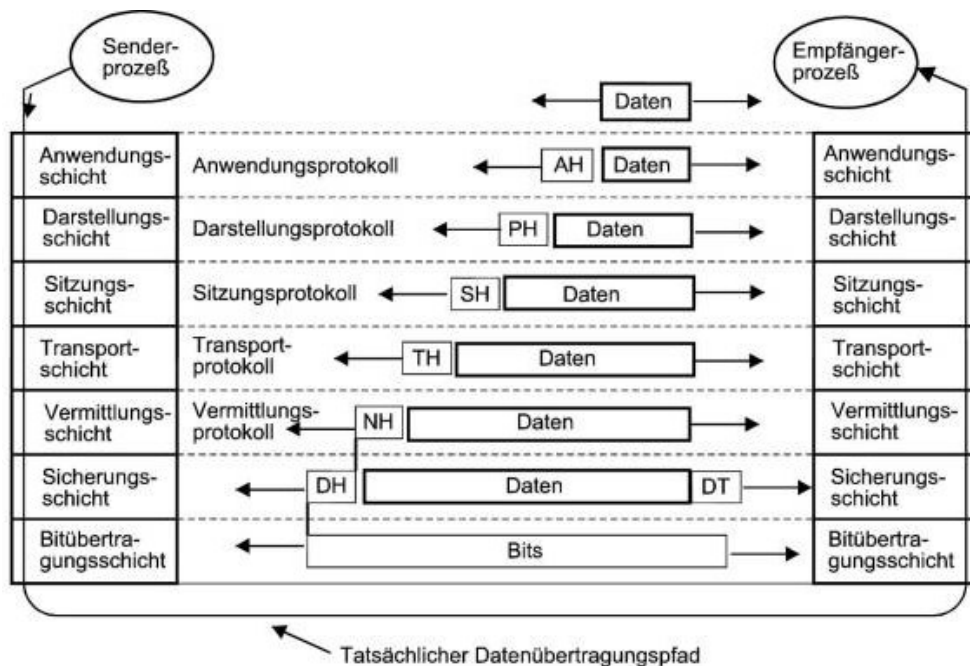 Sender-
prozeß
Empfänger-
prozeß
Daten
Anwendungs-
schicht
Anwendungsprotokoll
AH
Daten
Anwendungs-
schicht
Darstellungs-
schicht
Darstellungsprotokoll
PH
Daten
Darstellungs-
schicht
Sitzungs-
schicht
Sitzungsprotokoll
SH
Daten
Sitzungs-
schicht
Transport-
schicht
Transport-
protokoll
TH
Daten
Transport-
schicht
Vermittlungs-
schicht
Vermittlungs-
protokoll
NH
Daten
Vermittlungs-
schicht
Sicherungs-
schicht
DH
Daten
DT
Sicherungs-
schicht
Bitübertra-
gungsschicht
Bits
Bitübertra-
gungsschicht
Tatsächlicher Datenübertragungspfad